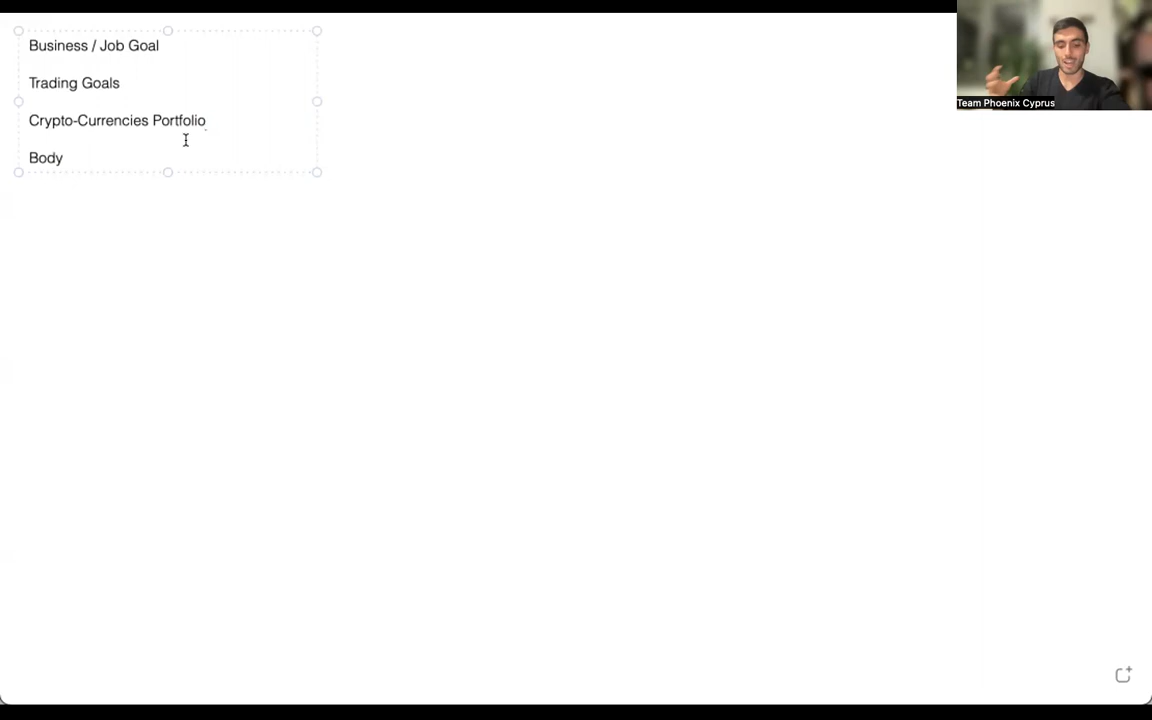 Business / Job Goal
Trading Goals
Crypto-Currencies Portfolio
Body
Team Phoenix Cyprus